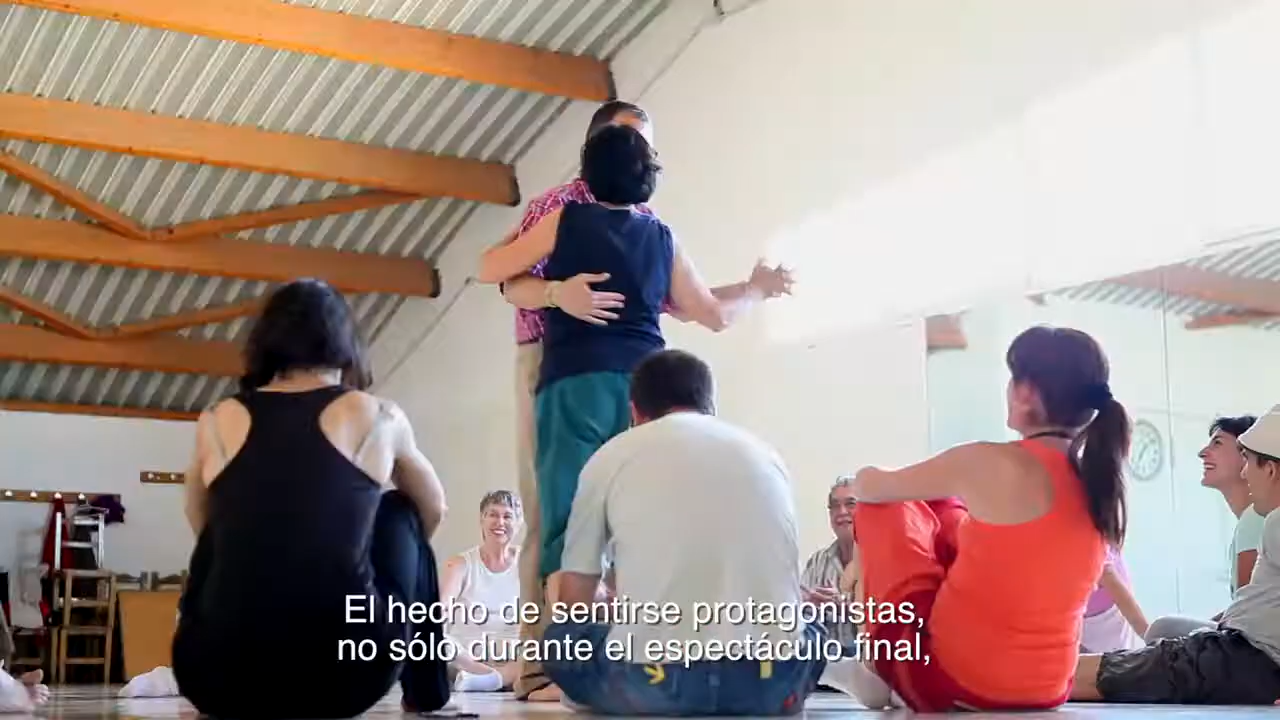 El hecho de sentirse protagonistas,
no sólo durante el espectáculo final,